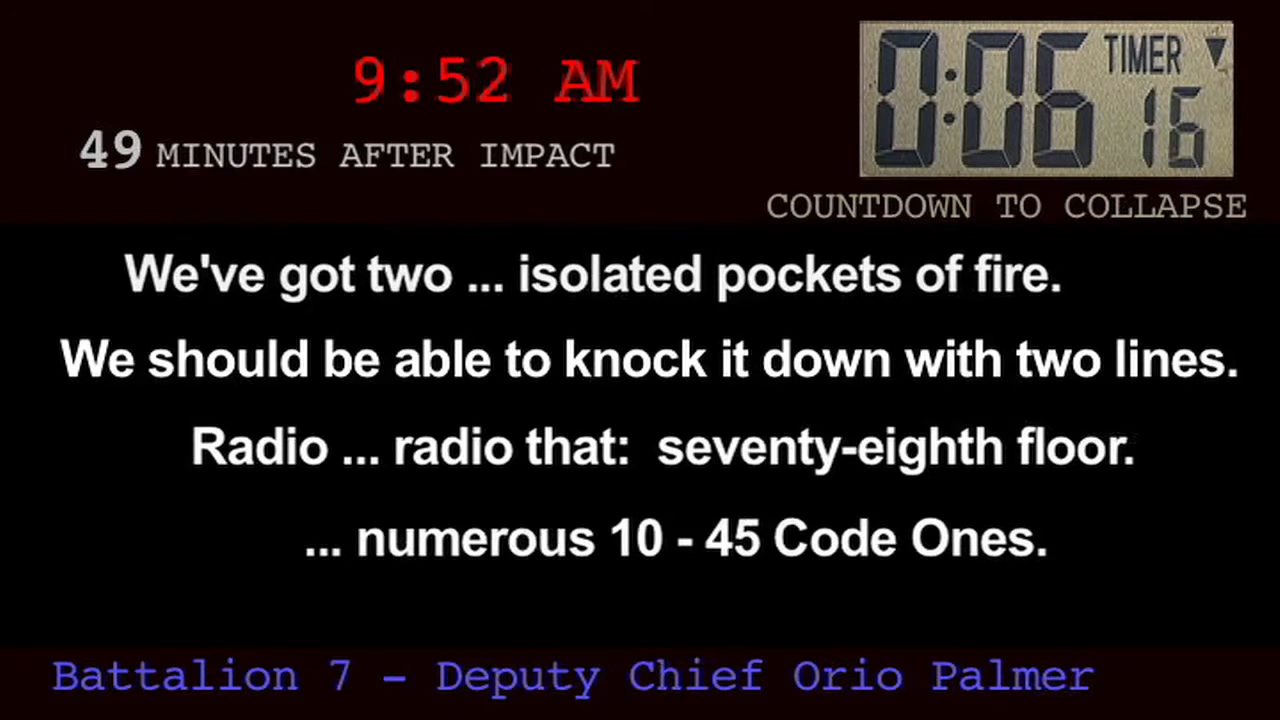 9:52 AM
49 MINUTES AFTER IMPACT
0:06 16 TIMER
COUNTDOWN TO COLLAPSE
We've got two ... isolated pockets of fire.
We should be able to knock it down with two lines.
Radio ... radio that:  seventy-eighth floor.
... numerous 10 - 45 Code Ones.
Battalion 7 - Deputy Chief Orio Palmer